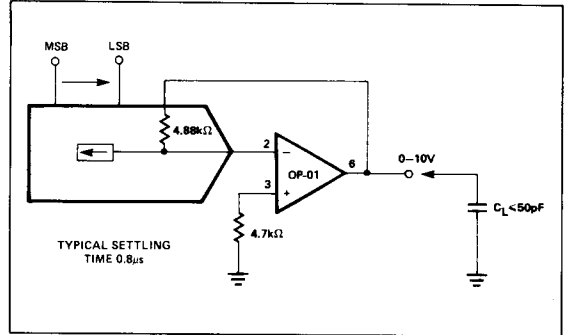 MSB LSB
4.88kΩ
2
6
0–10V
OP-01
3
C_L ≤ 50pF
4.7kΩ
TYPICAL SETTLING
TIME 0.8µs